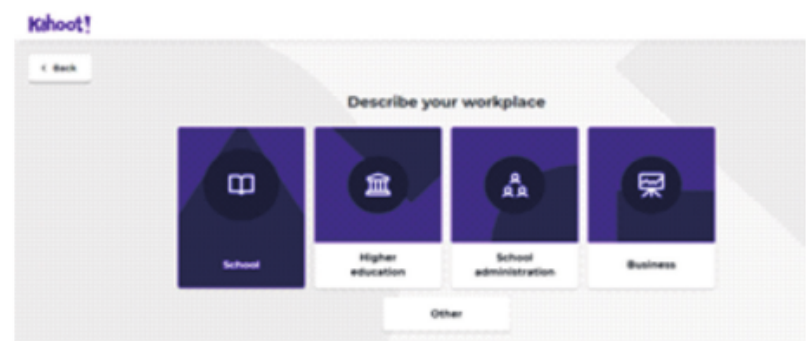 Kahoot!
< Back
Describe your workplace
School
Higher
education
School
administration
Business
Other